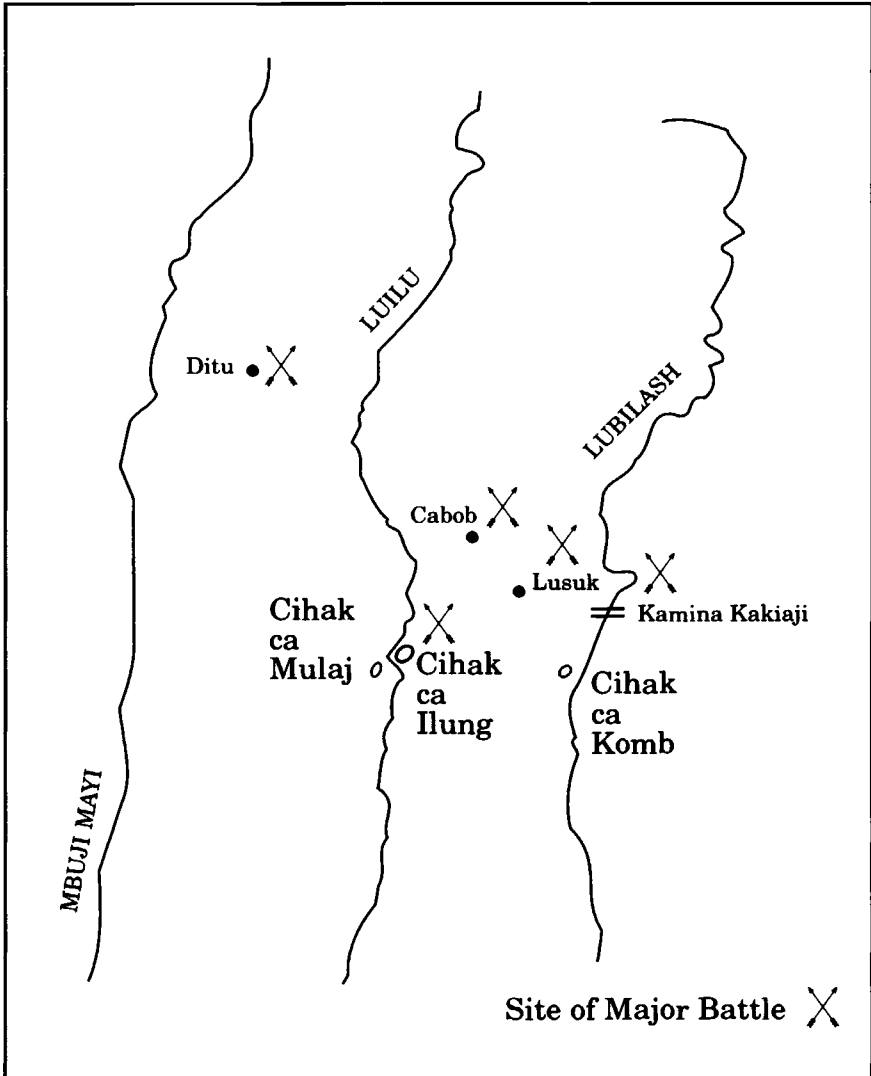 LUILU
Ditu
LUBILASH
Cabob
Lusuk
Kamina Kakiaji
Cihak
ca
Mulaj
Cihak
ca
Ilung
Cihak
ca
Komb
MBUJI MAYI
Site of Major Battle